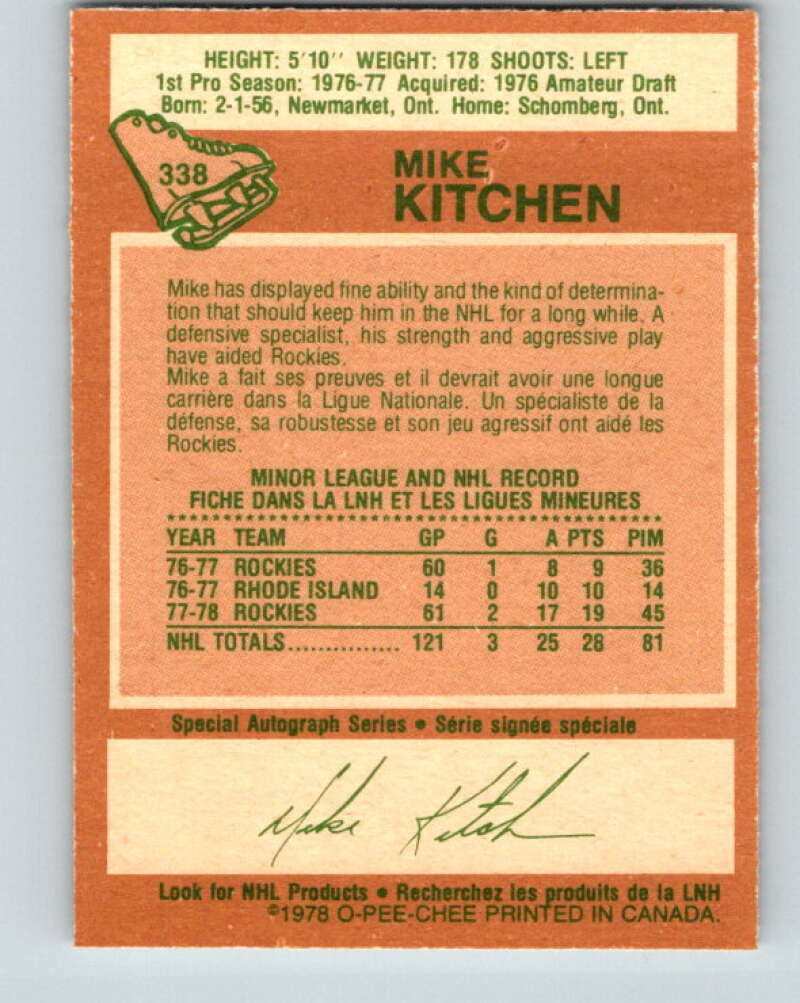 HEIGHT: 5'10'' WEIGHT: 178 SHOOTS: LEFT
1st Pro Season: 1976-77 Acquired: 1976 Amateur Draft
Born: 2-1-56, Newmarket, Ont. Home: Schomberg, Ont.
338
MIKE
KITCHEN
Mike has displayed fine ability and the kind of determina-
tion that should keep him in the NHL for a long while. A
defensive specialist, his strength and aggressive play
have aided Rockies.
Mike a fait ses preuves et il devrait avoir une longue
carrière dans la Ligue Nationale. Un spécialiste de la
défense, sa robustesse et son jeu agressif ont aidé les
Rockies.
MINOR LEAGUE AND NHL RECORD
FICHE DANS LA LNH ET LES LIGUES MINEURES
YEAR TEAM GP G A PTS PIM
76-77 ROCKIES 60 1 8 9 36
76-77 RHODE ISLAND 14 0 10 10 14
77-78 ROCKIES 61 2 17 19 45
NHL TOTALS............... 121 3 25 28 81
Special Autograph Series • Série signée spéciale
Mike Kitch
Look for NHL Products • Recherchez les produits de la LNH
©1978 O-PEE-CHEE PRINTED IN CANADA.